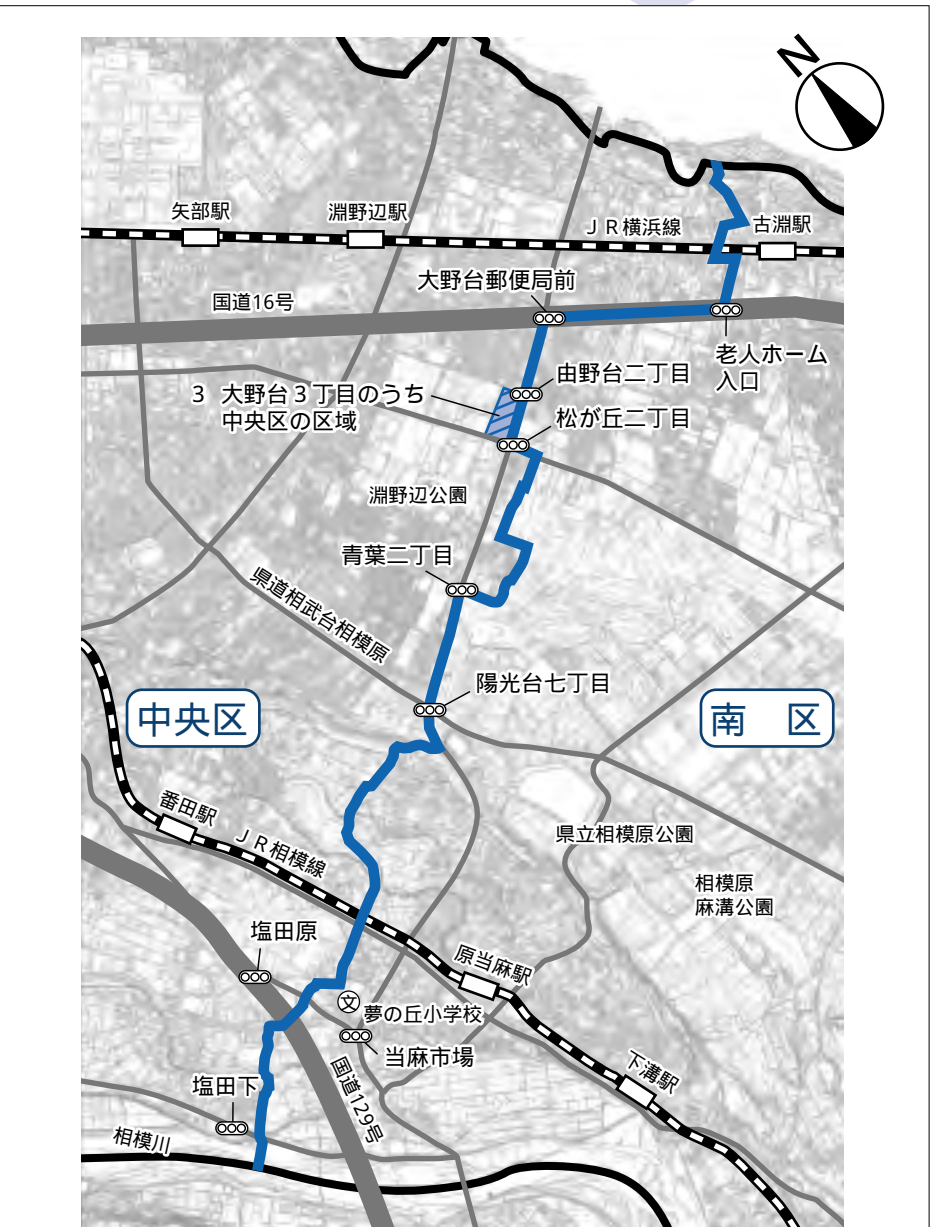 N
矢部駅
淵野辺駅
ＪＲ横浜線
古淵駅
大野台郵便局前
国道16号
老人ホーム
入口
由野台二丁目
3 大野台３丁目のうち
中央区の区域
松が丘二丁目
淵野辺公園
青葉二丁目
県道相武台相模原
陽光台七丁目
中央区
南 区
番田駅
ＪＲ相模線
県立相模原公園
相模原
麻溝公園
塩田原
原当麻駅
文
夢の丘小学校
当麻市場
下溝駅
国道129号
塩田下
相模川